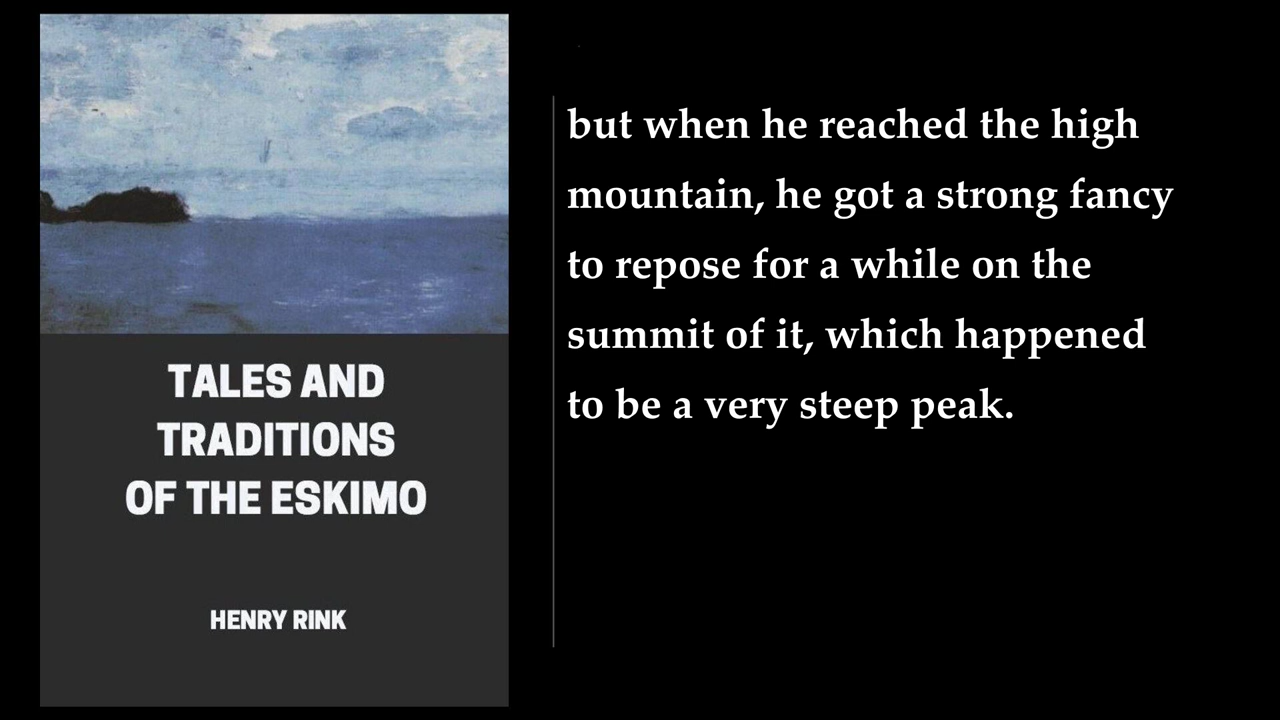 TALES AND
TRADITIONS
OF THE ESKIMO
HENRY RINK
but when he reached the high
mountain, he got a strong fancy
to repose for a while on the
summit of it, which happened
to be a very steep peak.